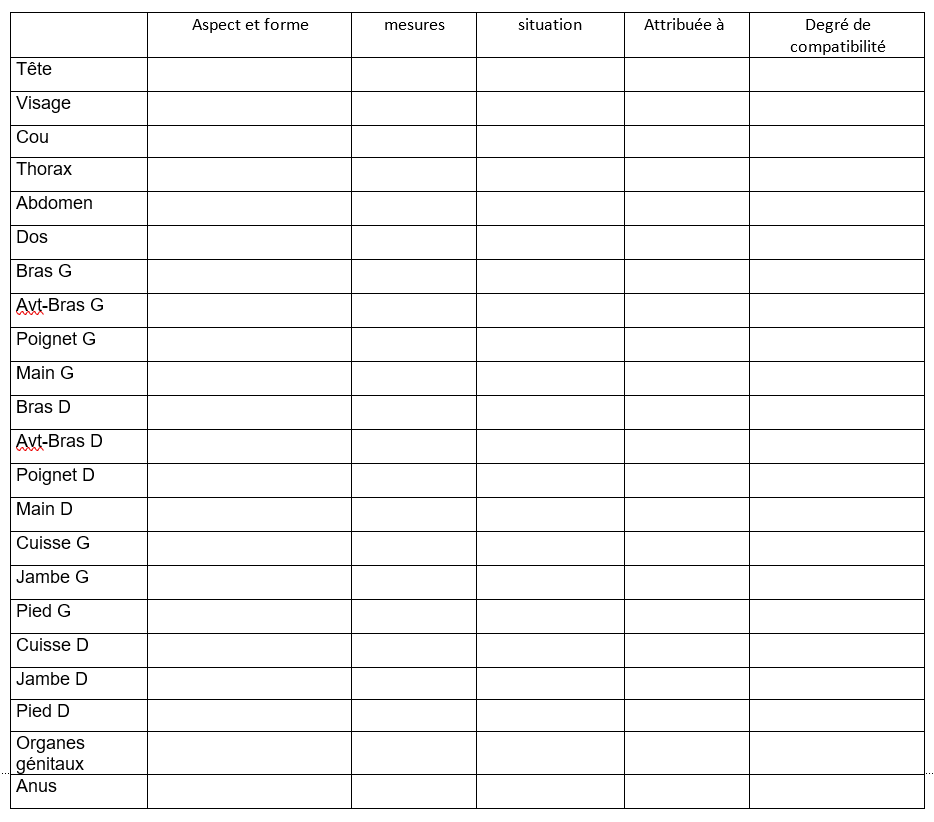 Aspect et forme mesures situation Attribuée à Degré de
compatibilité
Tête
Visage
Cou
Thorax
Abdomen
Dos
Bras G
Avt-Bras G
Poignet G
Main G
Bras D
Avt-Bras D
Poignet D
Main D
Cuisse G
Jambe G
Pied G
Cuisse D
Jambe D
Pied D
Organes
génitaux
Anus